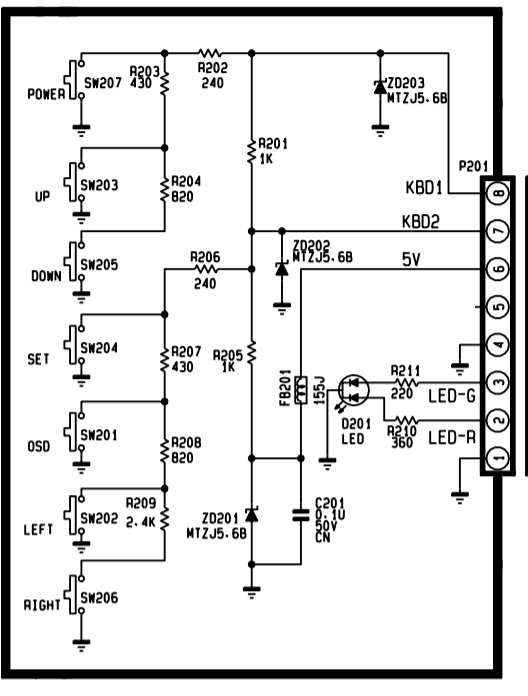 R203
430
R202
240
ZD203
MTZJ5.6B
POWER
SW207
R201
1K
P201
KBD1
8
UP
SW203
R204
820
KBD2
7
DOWN
SW205
R206
240
ZD202
MTZJ5.6B
5V
6
5
SET
SW204
R207
430
R205
1K
4
FB201
155J
R211
220
LED-G
3
D201
LED
R210
360
LED-R
2
OSD
SW201
R208
820
1
LEFT
SW202
R209
2.4K
ZD201
MTZJ5.6B
C201
0.1U
50V
CN
RIGHT
SW206